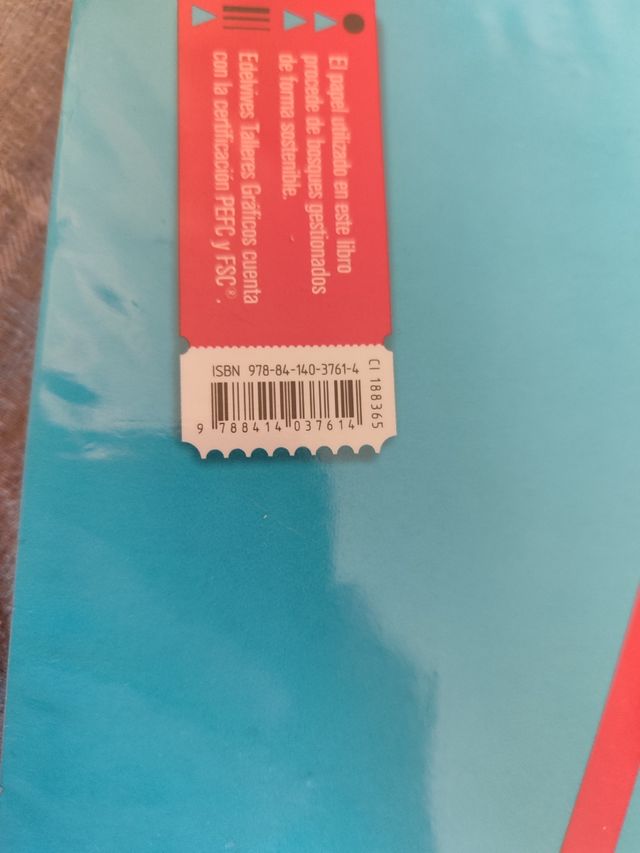 El papel utilizado en este libro
procede de bosques gestionados
de forma sostenible.
Edelvives Talleres Gráficos cuenta
con la certificación PEFC y FSC®.
ISBN 978-84-140-3761-4
9 788414 037614
CI 188365